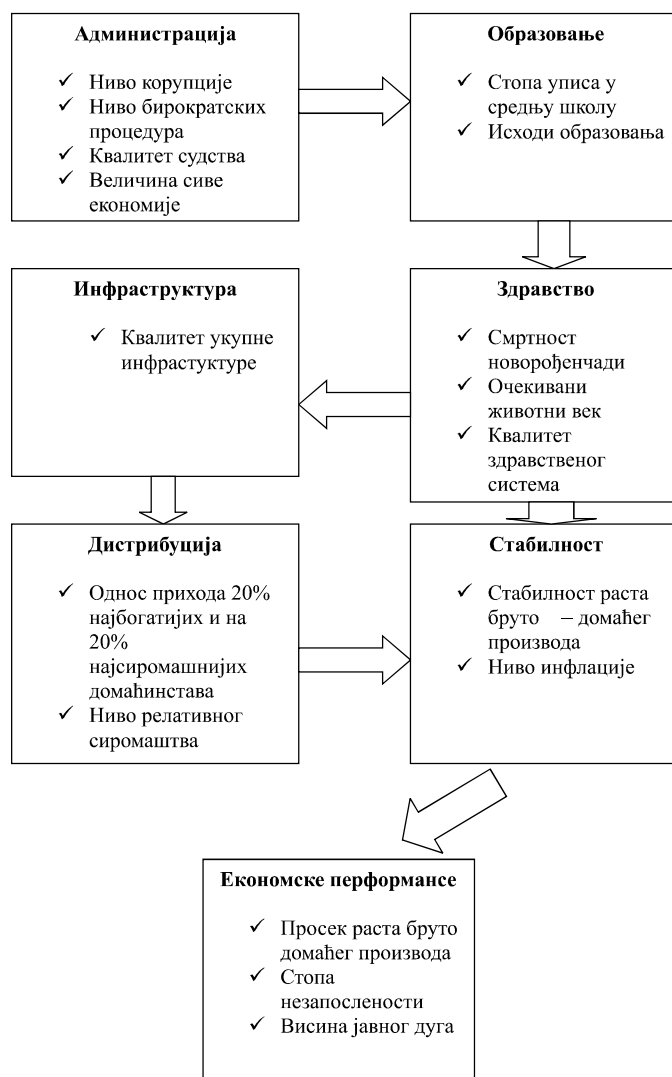 Администрација
✓ Ниво корупције
✓ Ниво бирократских
процедура
✓ Квалитет судства
✓ Величина сиве
економије
Образовање
✓ Стопа уписа у
средњу школу
✓ Исходи образовања
Инфраструктура
✓ Квалитет укупне
инфрастуктуре
Здравство
✓ Смртност
новорођенчади
✓ Очекивани
животни век
✓ Квалитет
здравственог
система
Дистрибуција
✓ Однос прихода 20%
најбогатијих и на
20%
најсиромашнијих
домаћинстава
✓ Ниво релативног
сиромаштва
Стабилност
✓ Стабилност раста
бруто – домаћег
производа
✓ Ниво инфлације
Економске перформансе
✓ Просек раста бруто
домаћег производа
✓ Стопа
незапослености
✓ Висина јавног дуга